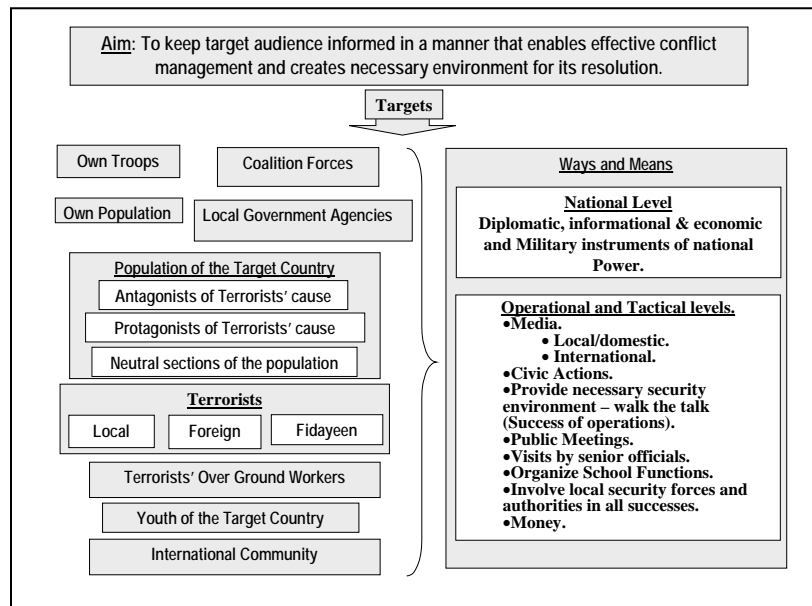 Aim: To keep target audience informed in a manner that enables effective conflict
management and creates necessary environment for its resolution.
Targets
Own Troops
Coalition Forces
Own Population
Local Government Agencies
Population of the Target Country
Antagonists of Terrorists' cause
Protagonists of Terrorists' cause
Neutral sections of the population
Terrorists
Local
Foreign
Fidayeen
Terrorists' Over Ground Workers
Youth of the Target Country
International Community
Ways and Means
National Level
Diplomatic, informational & economic
and Military instruments of national
Power.
Operational and Tactical levels.
•Media.
• Local/domestic.
• International.
•Civic Actions.
•Provide necessary security
environment – walk the talk
(Success of operations).
•Public Meetings.
•Visits by senior officials.
•Organize School Functions.
•Involve local security forces and
authorities in all successes.
•Money.